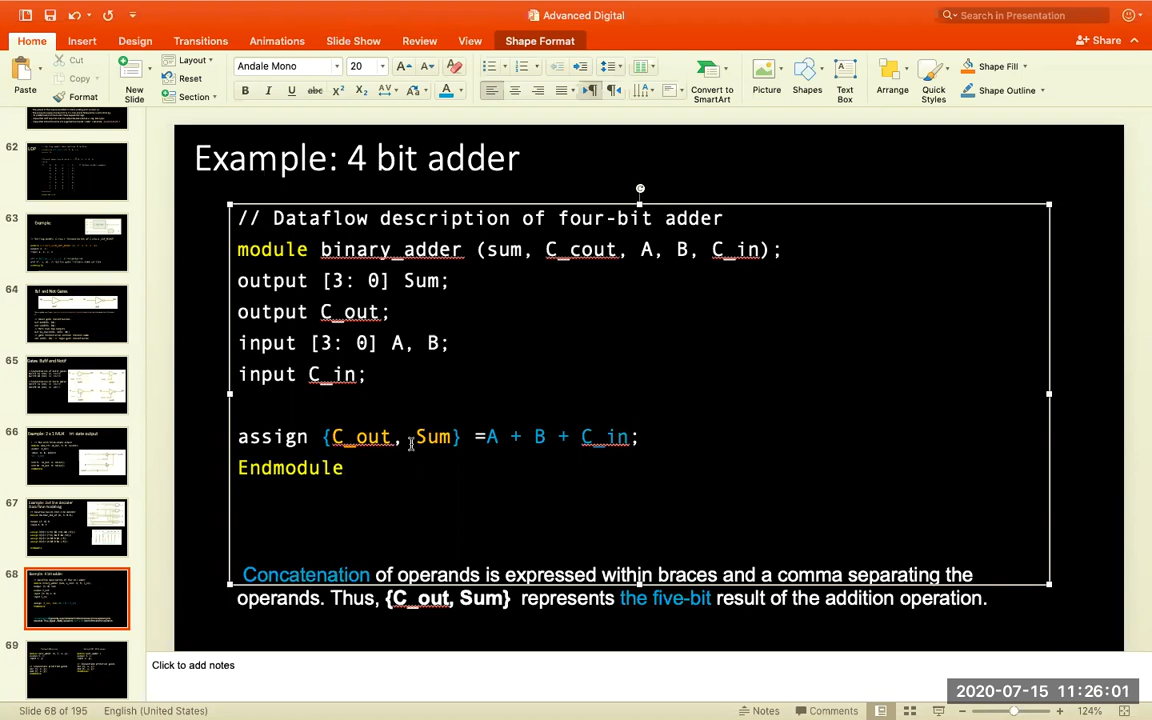 Advanced Digital
Search in Presentation
Home Insert Design Transitions Animations Slide Show Review View Shape Format
Share
Paste
Cut
Copy
Format
New Slide
Layout
Reset
Section
Andale Mono
20
Convert to SmartArt
Picture
Shapes
Text Box
Arrange
Quick Styles
Shape Fill
Shape Outline
62
63
64
65
66
67
68
69
Example: 4 bit adder
// Dataflow description of four-bit adder
module binary_adder (sum, C_cout, A, B, C_in);
output [3: 0] Sum;
output C_out;
input [3: 0] A, B;
input C_in;
assign {C_out, Sum} =A + B + C_in;
Endmodule
Concatenation of operands is expressed within braces and a comma separating the
operands. Thus, {C_out, Sum} represents the five-bit result of the addition operation.
Click to add notes
2020-07-15 11:26:01
Slide 68 of 195 English (United States)
Notes Comments
124%